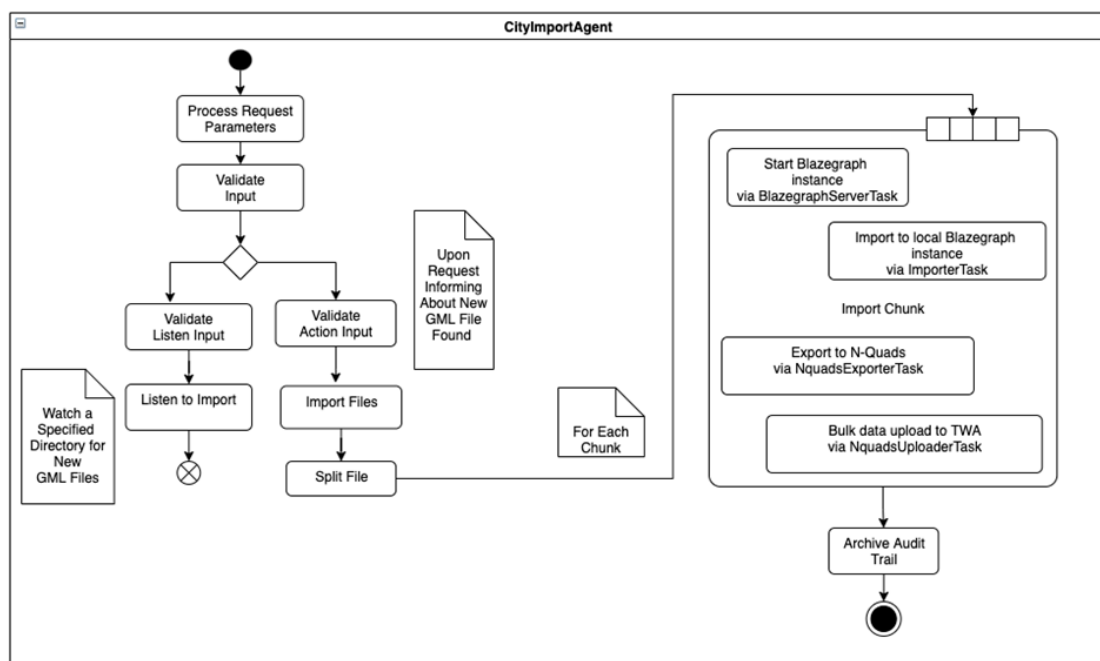 CityImportAgent
Process Request
Parameters
Validate
Input
Validate
Listen Input
Validate
Action Input
Upon
Request
Informing
About New
GML File
Found
Watch a
Specified
Directory for
New
GML Files
Listen to Import
Import Files
Split File
For Each
Chunk
Start Blazegraph
instance
via BlazegraphServerTask
Import to local Blazegraph
instance
via ImporterTask
Import Chunk
Export to N-Quads
via NquadsExporterTask
Bulk data upload to TWA
via NquadsUploaderTask
Archive Audit
Trail